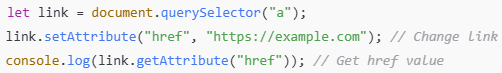 let link = document.querySelector("a");
link.setAttribute("href", "https://example.com"); // Change link
console.log(link.getAttribute("href")); // Get href value